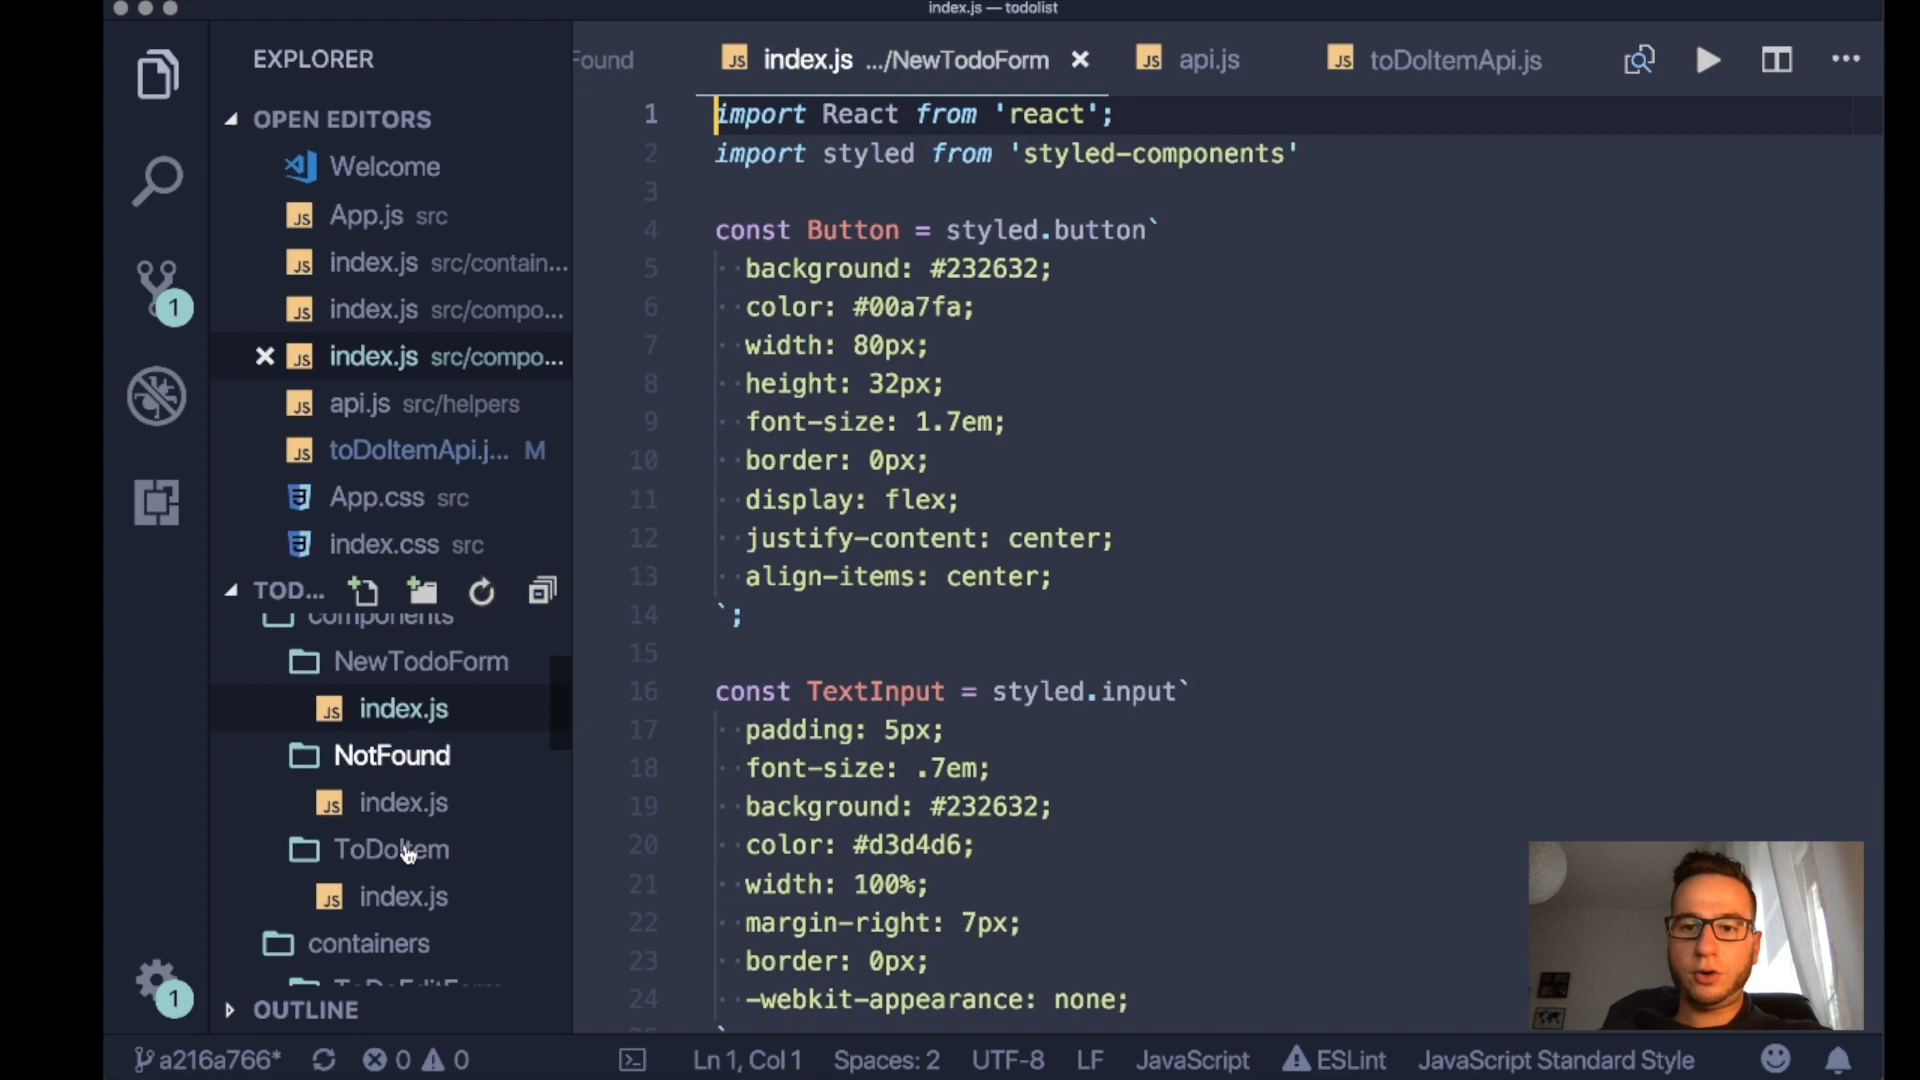 index.js — todolist
EXPLORER
OPEN EDITORS
Welcome
App.js src
index.js src/contain...
index.js src/compo...
index.js src/compo...
api.js src/helpers
toDoItemApi.j... M
App.css src
index.css src
TOD...
components
NewTodoForm
index.js
NotFound
index.js
ToDoItem
index.js
containers
ToDoEditForm
OUTLINE
1
1
Found
index.js .../NewTodoForm
api.js
toDoItemApi.js
1 import React from 'react';
2 import styled from 'styled-components'
3
4 const Button = styled.button`
5 background: #232632;
6 color: #00a7fa;
7 width: 80px;
8 height: 32px;
9 font-size: 1.7em;
10 border: 0px;
11 display: flex;
12 justify-content: center;
13 align-items: center;
14 `;
15
16 const TextInput = styled.input`
17 padding: 5px;
18 font-size: .7em;
19 background: #232632;
20 color: #d3d4d6;
21 width: 100%;
22 margin-right: 7px;
23 border: 0px;
24 -webkit-appearance: none;
a216a766* 0 0 Ln 1, Col 1 Spaces: 2 UTF-8 LF JavaScript ESLint JavaScript Standard Style